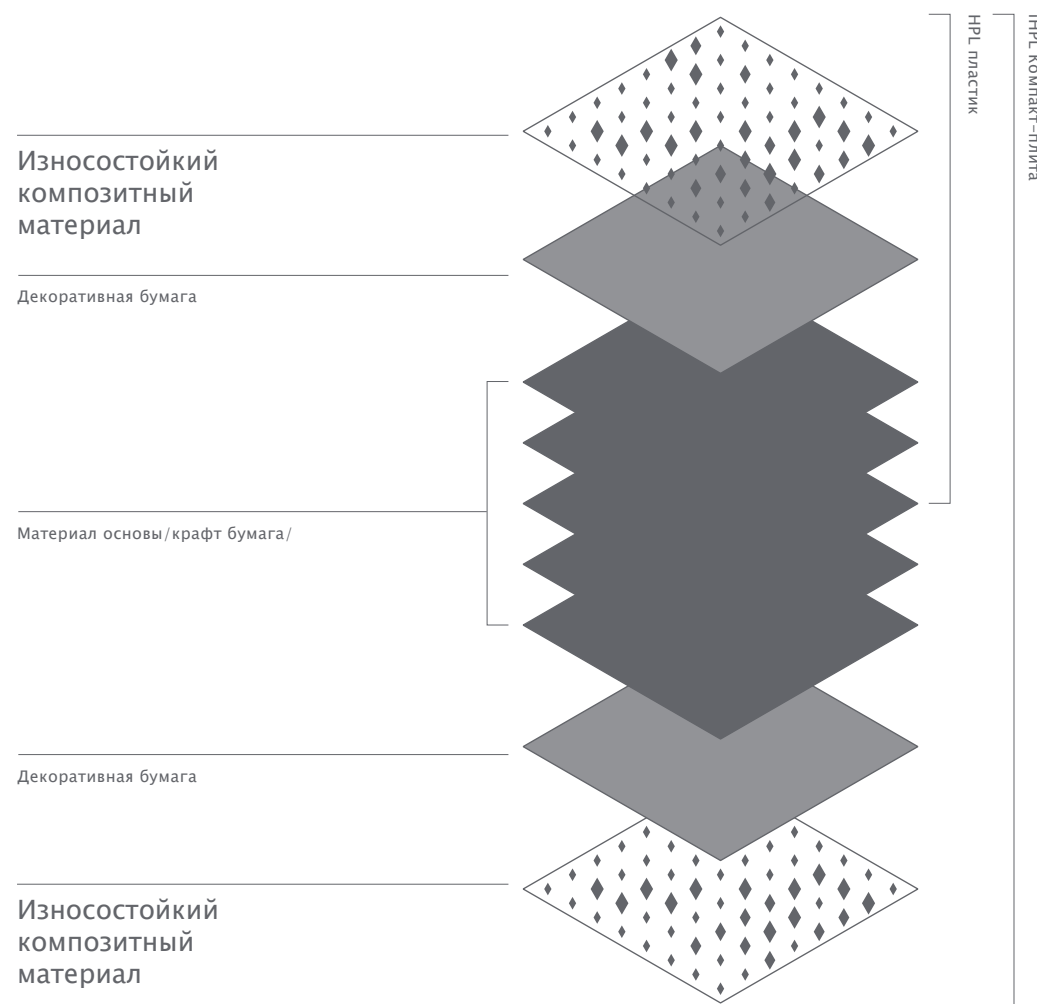 Износостойкий
композитный
материал
Декоративная бумага
Материал основы/крафт бумага/
Декоративная бумага
Износостойкий
композитный
материал
HPL пластик
HPL компакт-плита